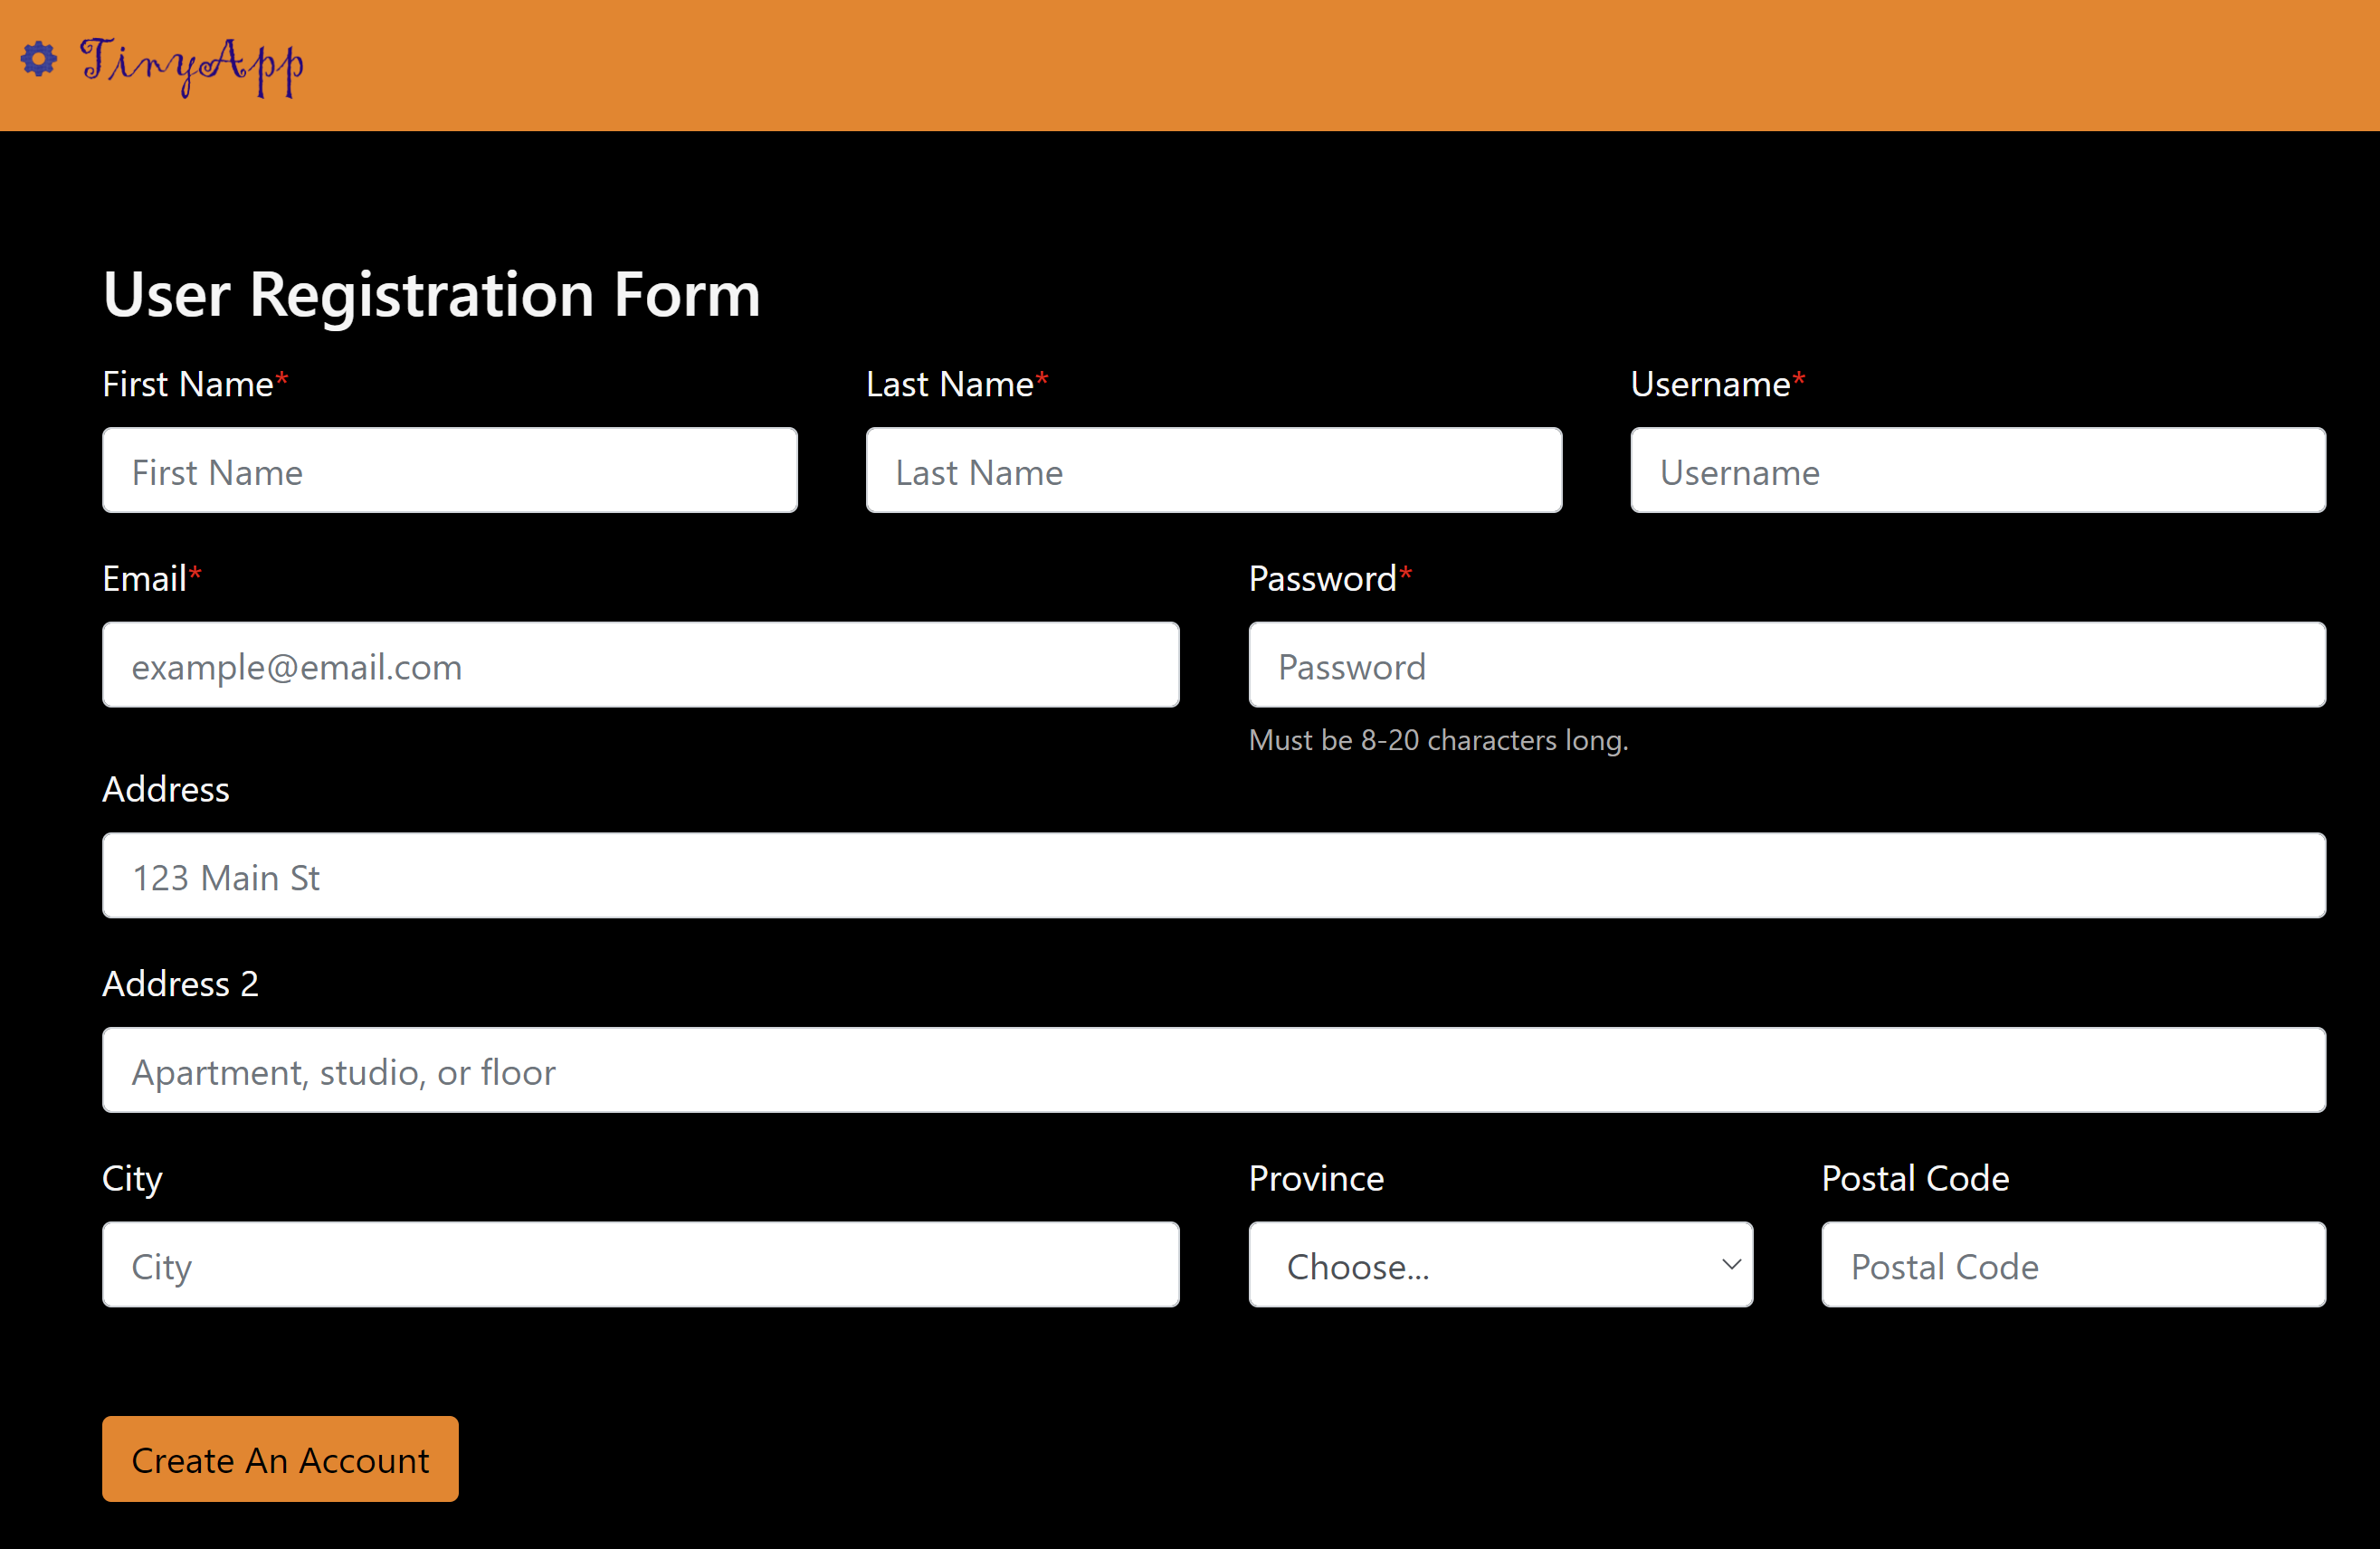 TinyApp
User Registration Form
First Name* Last Name* Username*
First Name Last Name Username
Email* Password*
example@email.com Password
Must be 8-20 characters long.
Address
123 Main St
Address 2
Apartment, studio, or floor
City Province Postal Code
City Choose... Postal Code
Create An Account